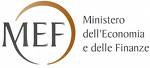 MEF
Ministero
dell'Economia
e delle Finanze